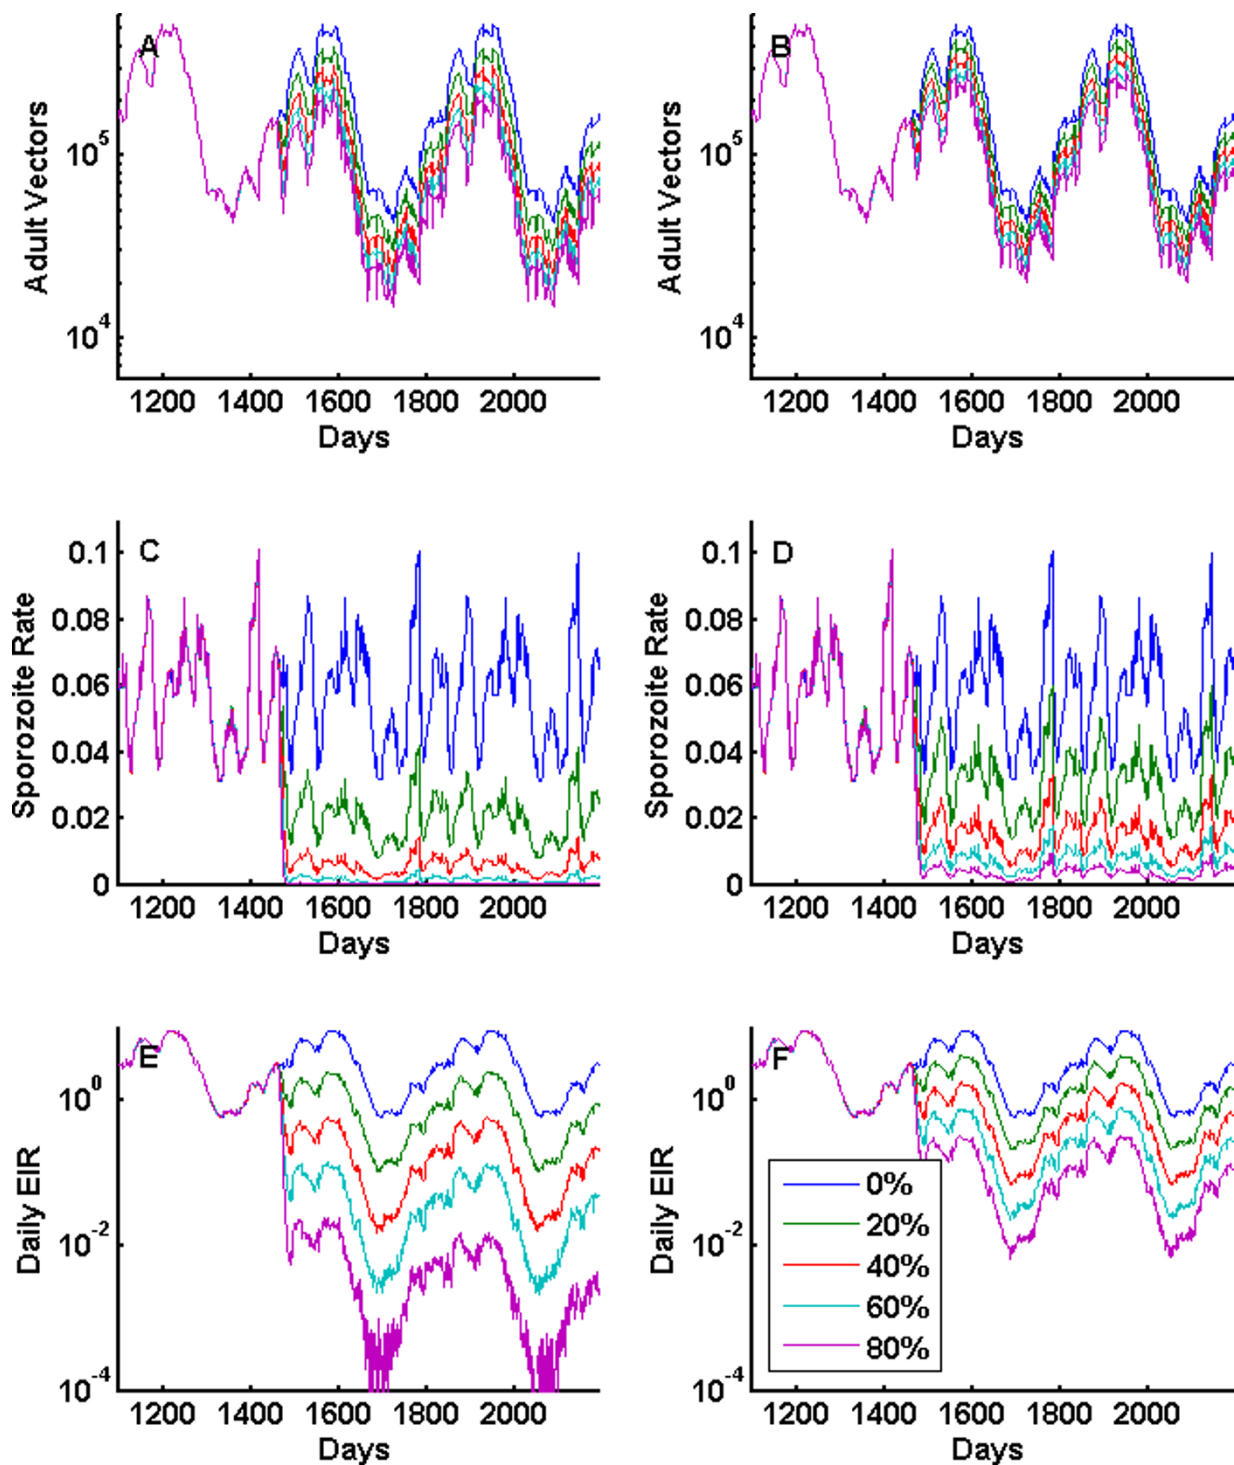 A
B
Adult Vectors
10^5
10^4
1200 1400 1600 1800 2000
Days
Adult Vectors
10^5
10^4
1200 1400 1600 1800 2000
Days
C
D
Sporozoite Rate
0.1
0.08
0.06
0.04
0.02
0
1200 1400 1600 1800 2000
Days
Sporozoite Rate
0.1
0.08
0.06
0.04
0.02
0
1200 1400 1600 1800 2000
Days
E
F
Daily EIR
10^0
10^-2
10^-4
1200 1400 1600 1800 2000
Days
Daily EIR
10^0
10^-2
10^-4
0%
20%
40%
60%
80%
1200 1400 1600 1800 2000
Days